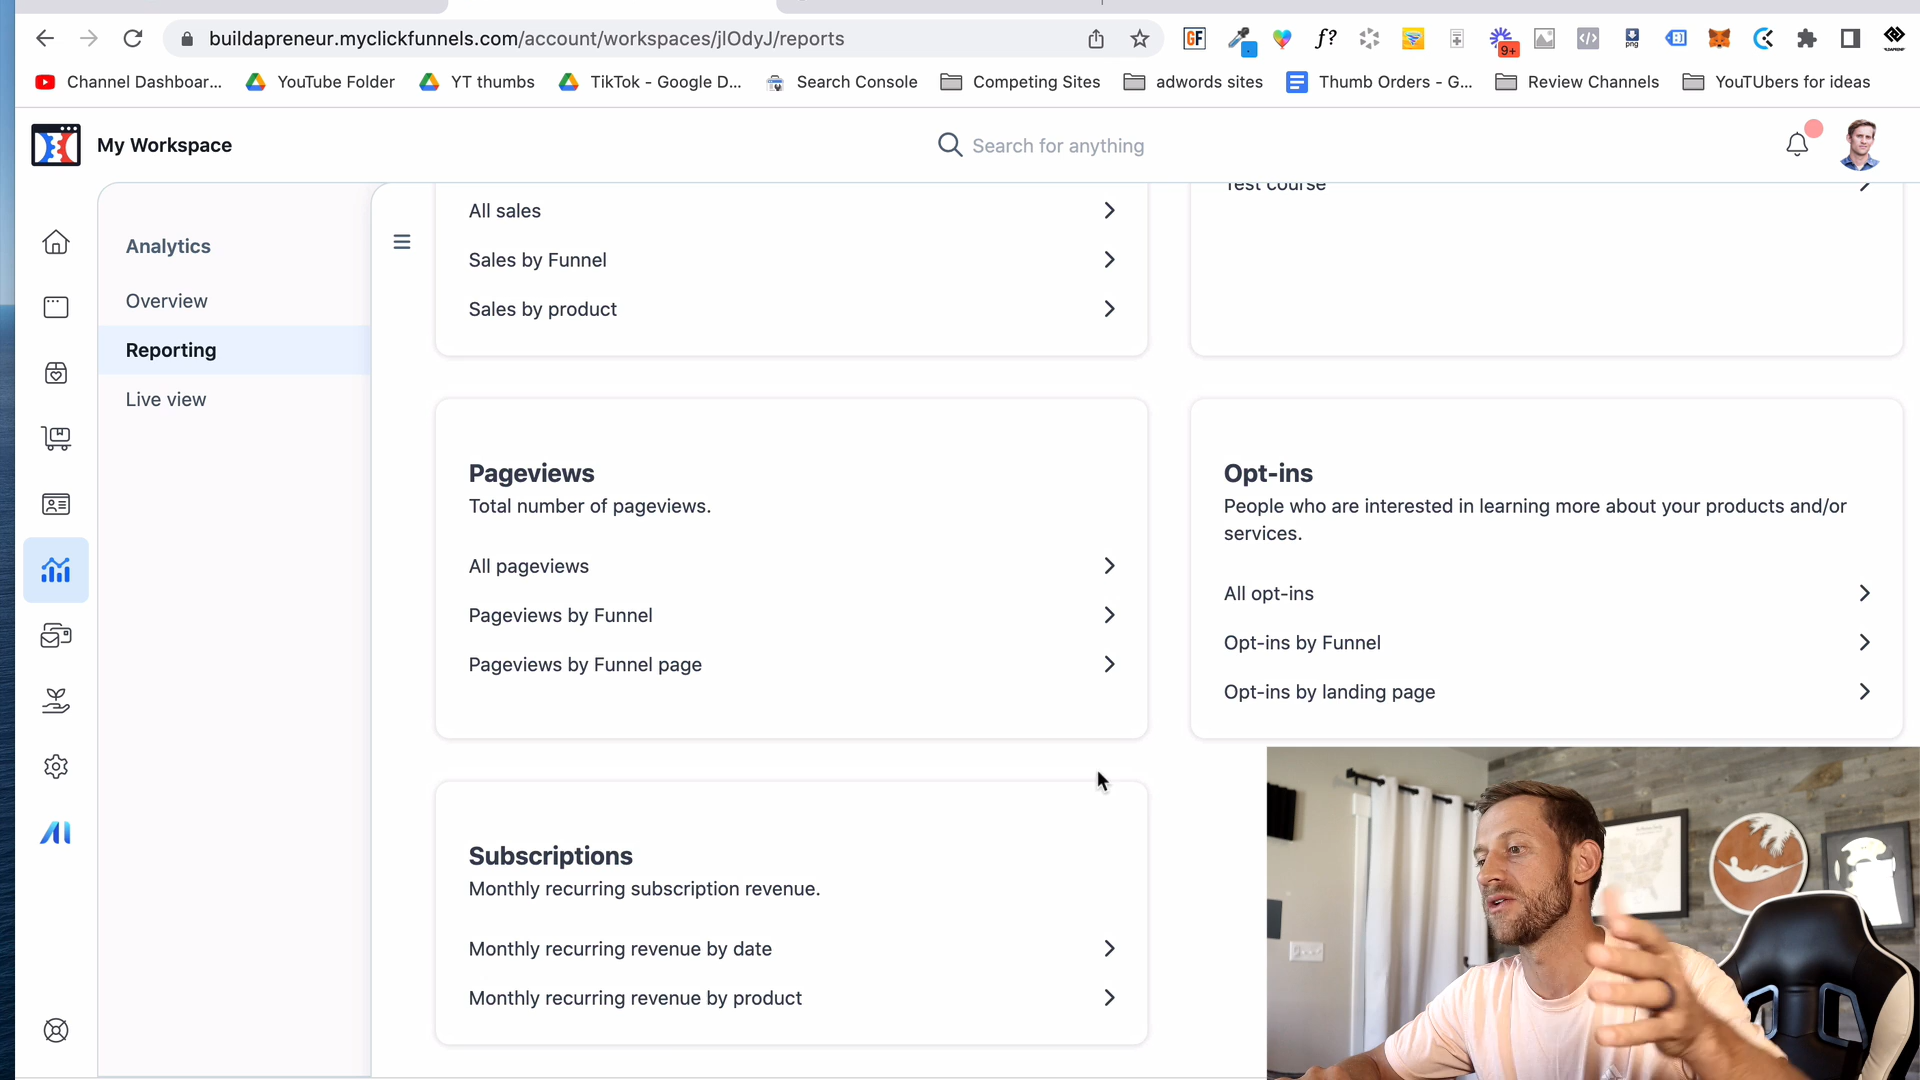 buildapreneur.myclickfunnels.com/account/workspaces/jlOdyJ/reports
GF
f?
9+
png
Channel Dashboar...
YouTube Folder
YT thumbs
TikTok - Google D...
Search Console
Competing Sites
adwords sites
Thumb Orders - G...
Review Channels
YouTUbers for ideas
My Workspace
Search for anything
Analytics
Overview
Reporting
Live view
Test course
All sales
Sales by Funnel
Sales by product
Pageviews
Total number of pageviews.
All pageviews
Pageviews by Funnel
Pageviews by Funnel page
Opt-ins
People who are interested in learning more about your products and/or
services.
All opt-ins
Opt-ins by Funnel
Opt-ins by landing page
Subscriptions
Monthly recurring subscription revenue.
Monthly recurring revenue by date
Monthly recurring revenue by product